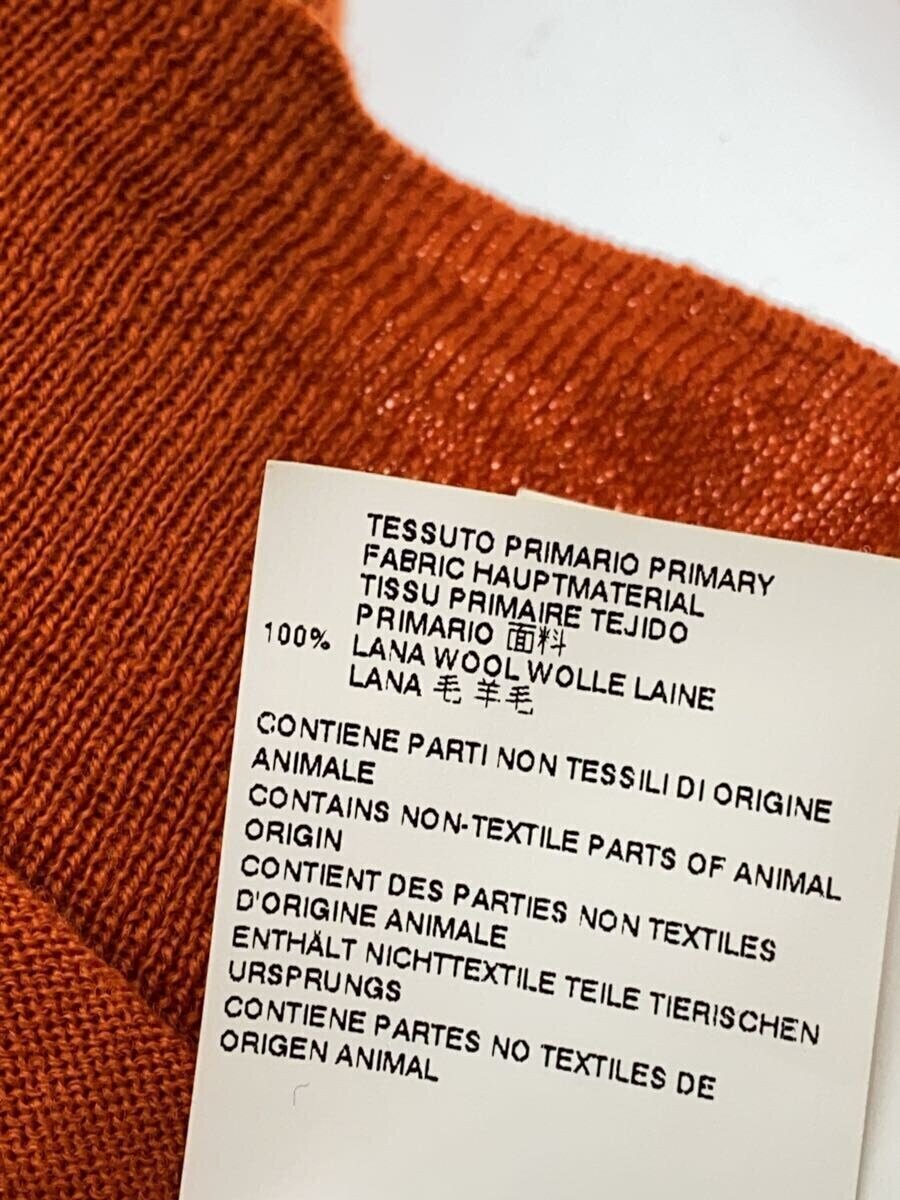 TESSUTO PRIMARIO PRIMARY
FABRIC HAUPTMATERIAL
TISSU PRIMAIRE TEJIDO
PRIMARIO 面料
100% LANA WOOL WOLLE LAINE
LANA 毛 羊毛
CONTIENE PARTI NON TESSILI DI ORIGINE
ANIMALE
CONTAINS NON-TEXTILE PARTS OF ANIMAL
ORIGIN
CONTIENT DES PARTIES NON TEXTILES
D'ORIGINE ANIMALE
ENTHÄLT NICHTTEXTILE TEILE TIERISCHEN
URSPRUNGS
CONTIENE PARTES NO TEXTILES DE
ORIGEN ANIMAL